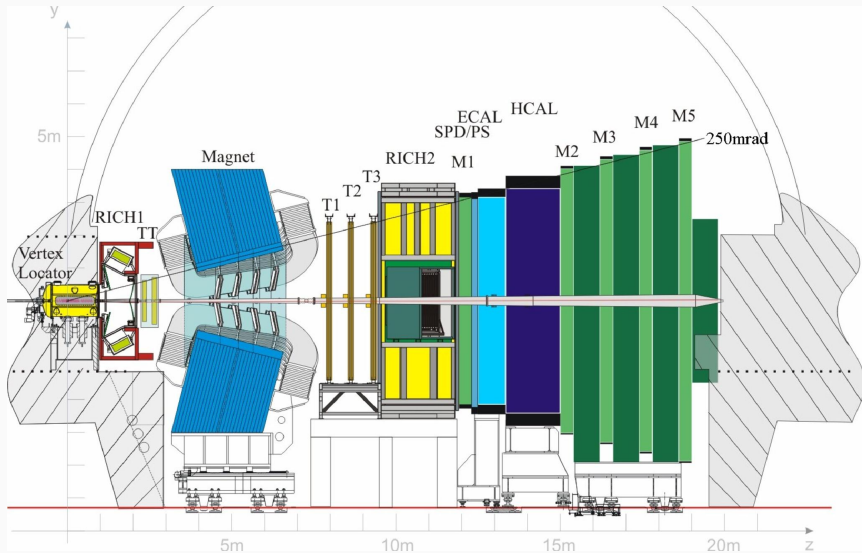 y
5m
Magnet
RICH1
TT
Vertex
Locator
T1
T2
T3
RICH2
M1
SPD/PS
ECAL
HCAL
M2
M3
M4
M5
250mrad
5m
10m
15m
20m
z